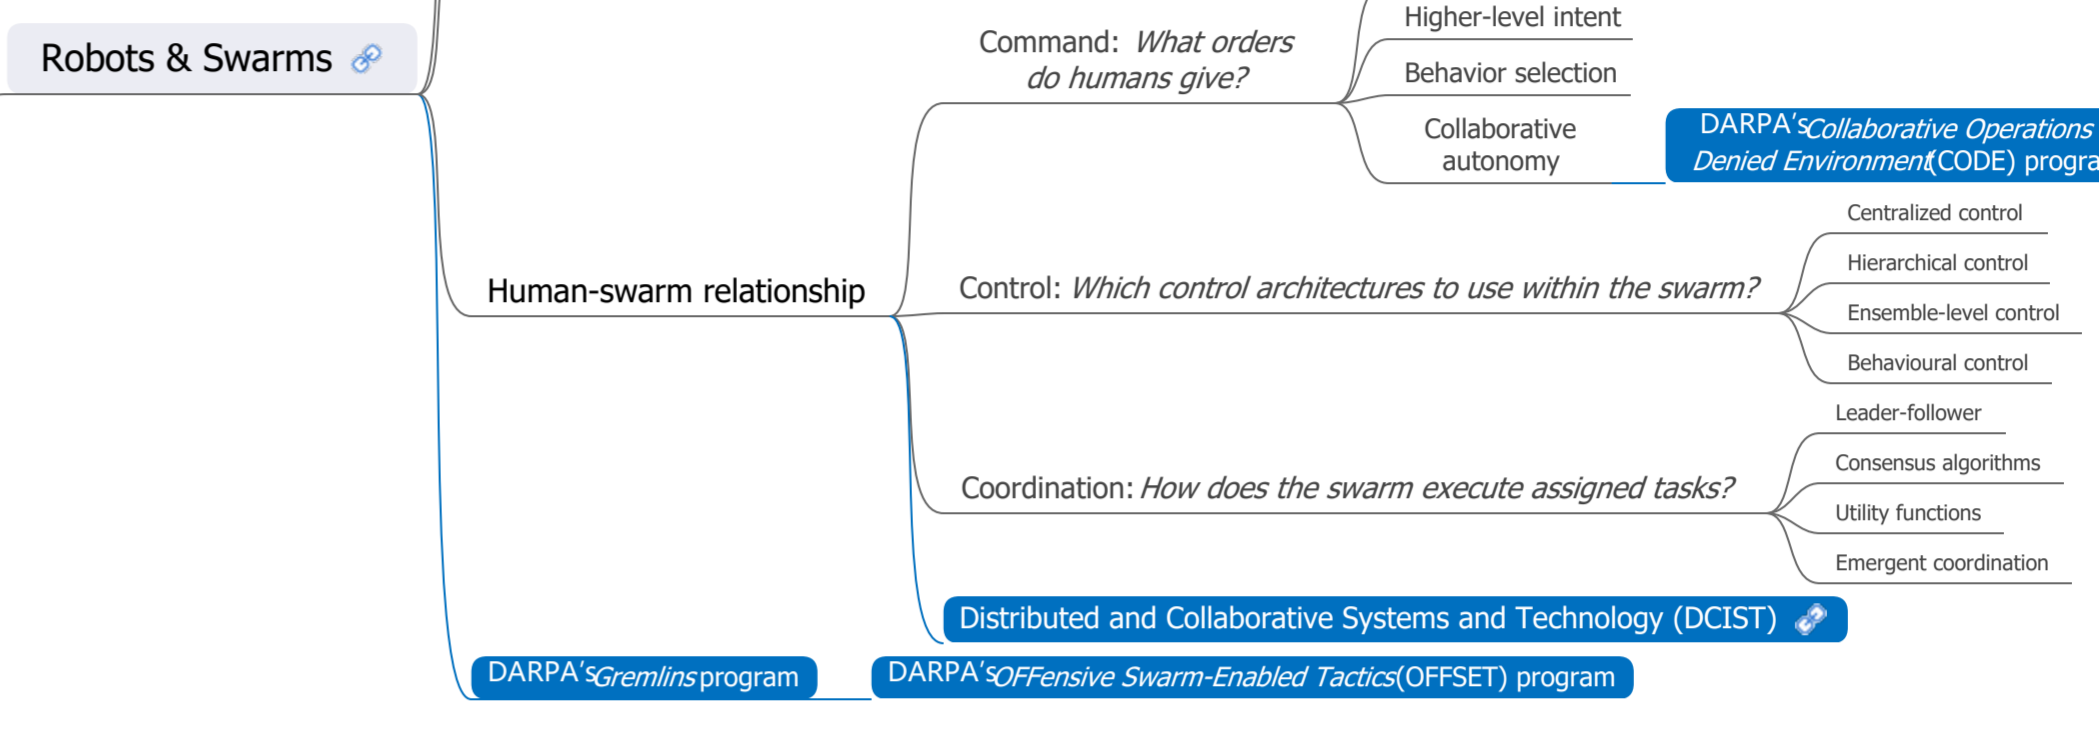 Robots & Swarms
Command: What orders
do humans give?
Higher-level intent
Behavior selection
Collaborative
autonomy
DARPA's Collaborative Operations
Denied Environment (CODE)
Human-swarm relationship
Control: Which control architectures to use within the swarm?
Centralized control
Hierarchical control
Ensemble-level control
Behavioural control
Coordination: How does the swarm execute assigned tasks?
Leader-follower
Consensus algorithms
Utility functions
Emergent coordination
Distributed and Collaborative Systems and Technology (DCIST)
DARPA's Gremlins program
DARPA's OFFensive Swarm-Enabled Tactics (OFFSET) program